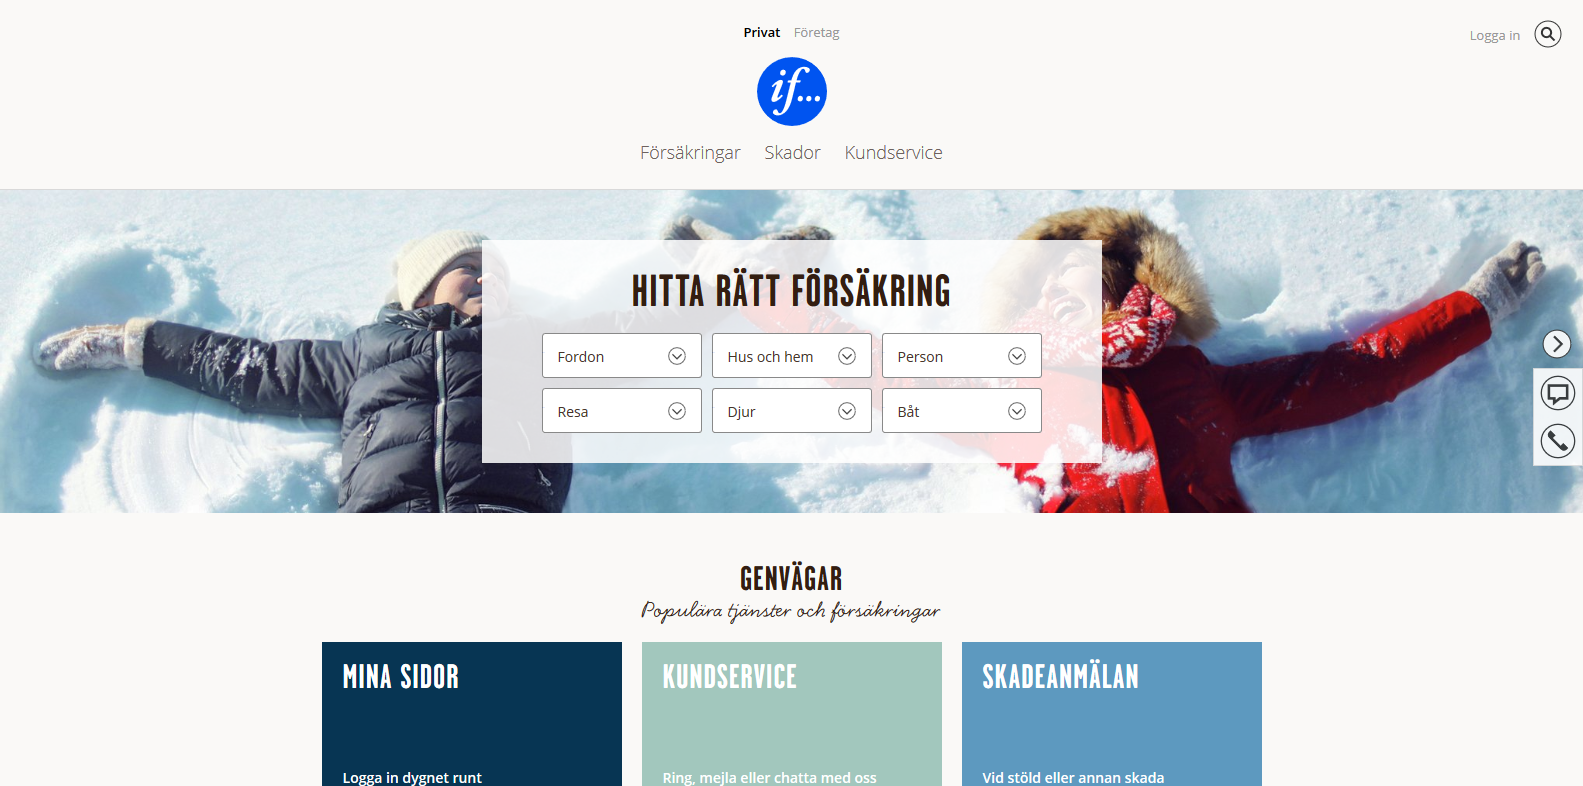 Privat Företag
Logga in
if...
Försäkringar Skador Kundservice
HITTA RÄTT FÖRSÄKRING
Fordon Hus och hem Person
Resa Djur Båt
GENVÄGAR
Populära tjänster och försäkringar
MINA SIDOR
Logga in dygnet runt
KUNDSERVICE
Ring, mejla eller chatta med oss
SKADEANMÄLAN
Vid stöld eller annan skada